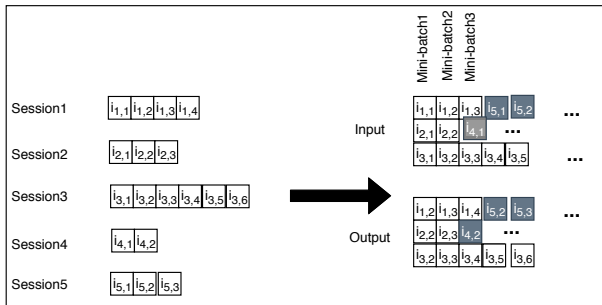 Mini-batch1 Mini-batch2 Mini-batch3
Session1 i1,1 i1,2 i1,3 i1,4
Session2 i2,1 i2,2 i2,3
Session3 i3,1 i3,2 i3,3 i3,4 i3,5 i3,6
Session4 i4,1 i4,2
Session5 i5,1 i5,2 i5,3
Input
i1,1 i1,2 i1,3 i5,1 i5,2 ...
i2,1 i2,2 i4,1 ...
i3,1 i3,2 i3,3 i3,4 i3,5 ...
Output
i1,2 i1,3 i1,4 i5,2 i5,3 ...
i2,2 i2,3 i4,2 ...
i3,2 i3,3 i3,4 i3,5 i3,6